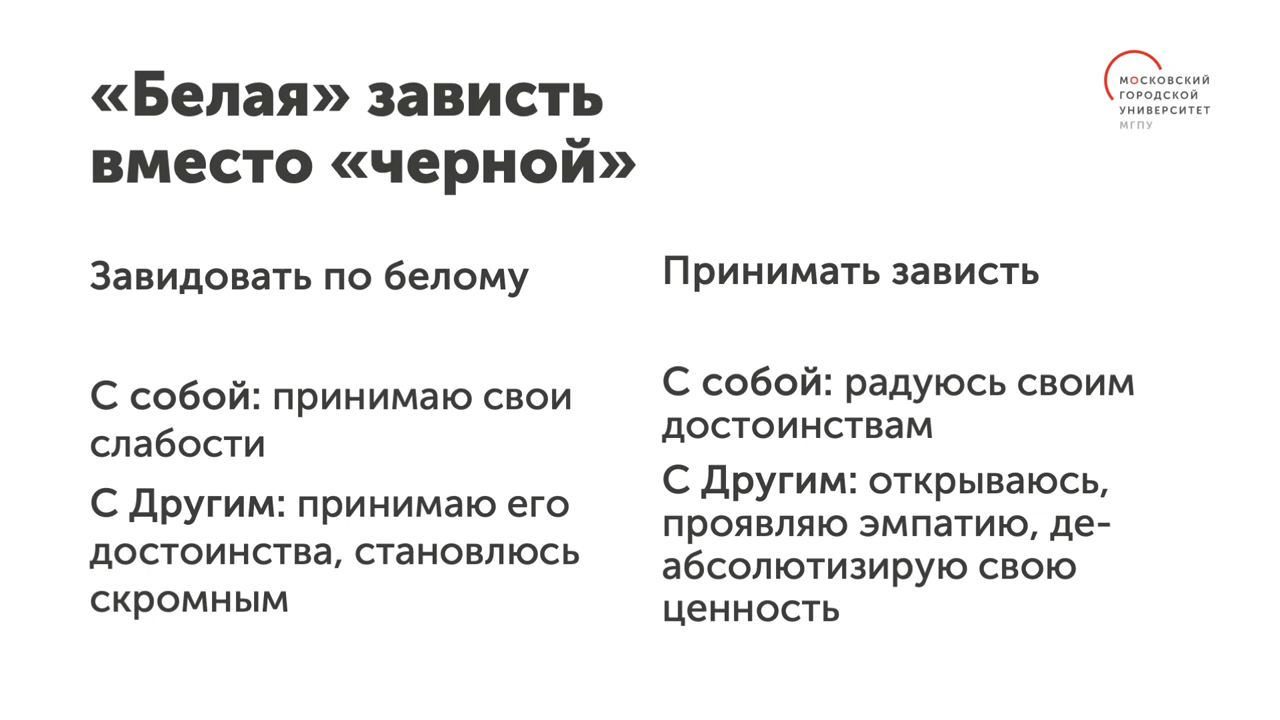 «Белая» зависть
вместо «черной»
МОСКОВСКИЙ
ГОРОДСКОЙ
УНИВЕРСИТЕТ
МГПУ
Завидовать по белому
С собой: принимаю свои
слабости
С Другим: принимаю его
достоинства, становлюсь
скромным
Принимать зависть
С собой: радуюсь своим
достоинствам
С Другим: открываюсь,
проявляю эмпатию, де-
абсолютизирую свою
ценность